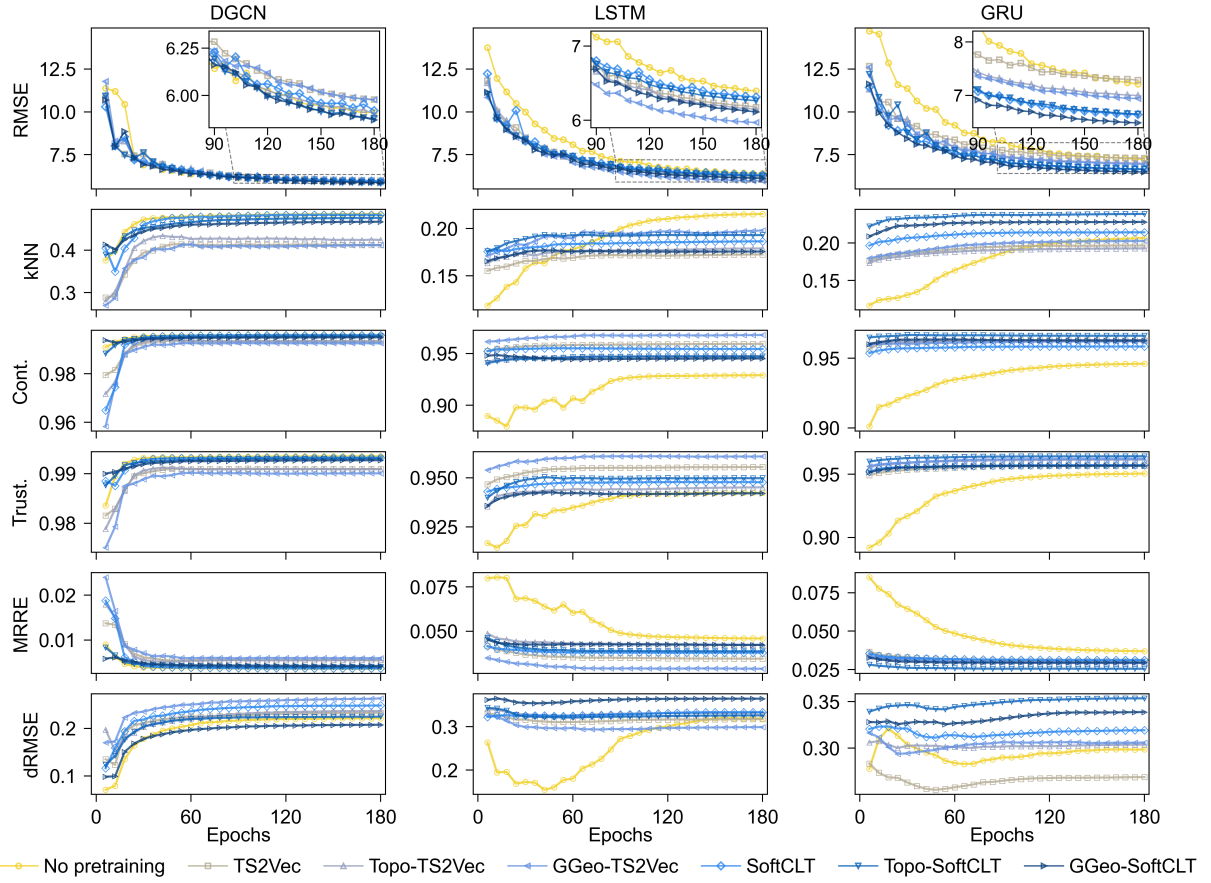 DGCN LSTM GRU
RMSE 12.5 10.0 7.5 6.25 6.00 90 120 150 180
12.5 10.0 7.5 7 6 90 120 150 180
12.5 10.0 7.5 8 7 90 120 150 180
kNN 0.4 0.3 0.20 0.15 0.20 0.15
Cont. 0.98 0.96 0.95 0.90 0.95 0.90
Trust. 0.99 0.98 0.950 0.925 0.95 0.90
MRRE 0.02 0.01 0.075 0.050 0.075 0.050 0.025
dRMSE 0.2 0.1 0.3 0.2 0.35 0.30
0 60 120 180 0 60 120 180 0 60 120 180
Epochs Epochs Epochs
No pretraining TS2Vec Topo-TS2Vec GGeo-TS2Vec SoftCLT Topo-SoftCLT GGeo-SoftCLT